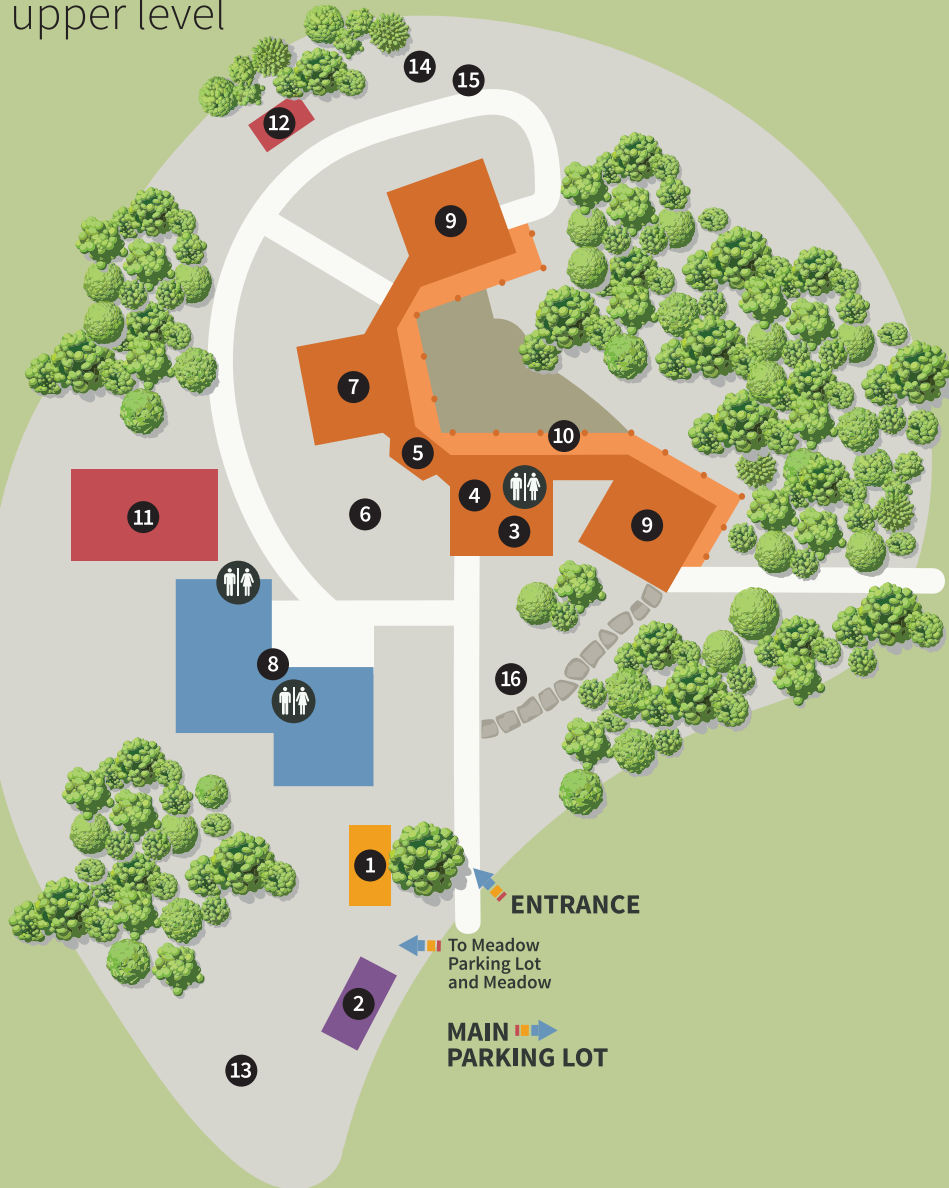 upper level
14
15
12
9
7
10
5
4
3
9
6
11
8
16
1
ENTRANCE
To Meadow
Parking Lot
and Meadow
2
MAIN
PARKING LOT
13